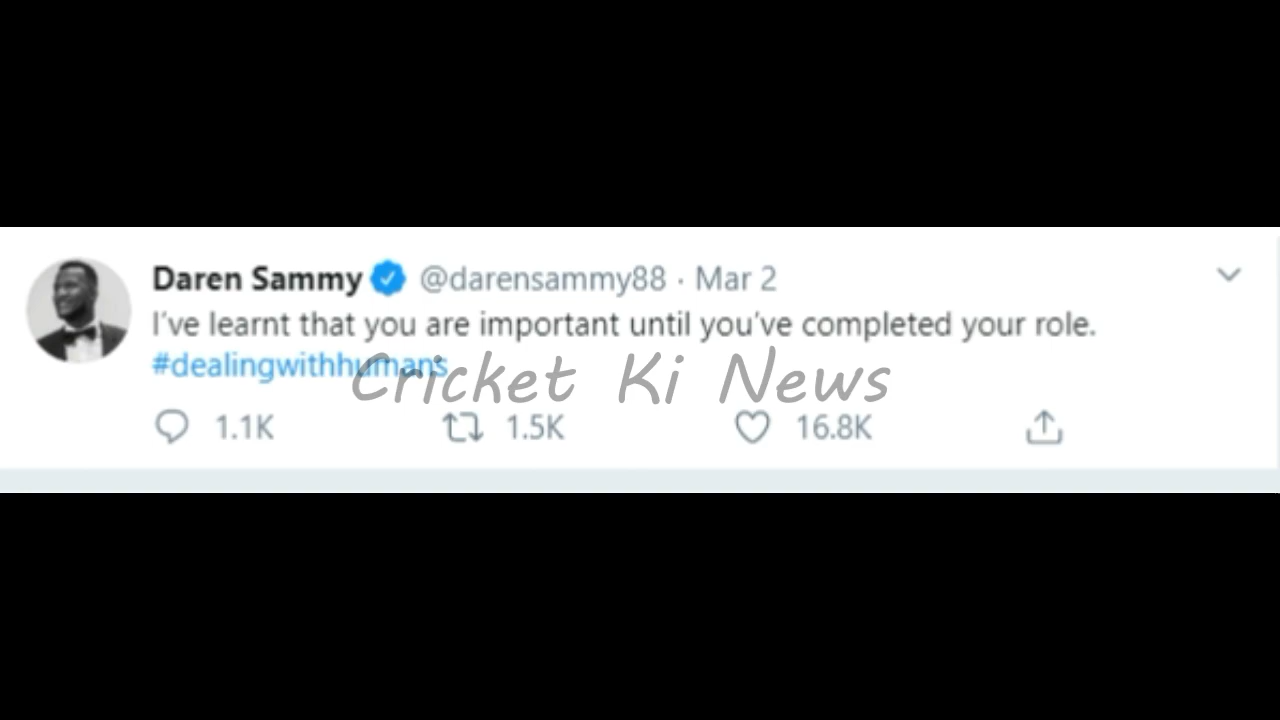 Daren Sammy @darensammy88 · Mar 2
I've learnt that you are important until you've completed your role.
#dealingwithhumans
Cricket Ki News
1.1K 1.5K 16.8K